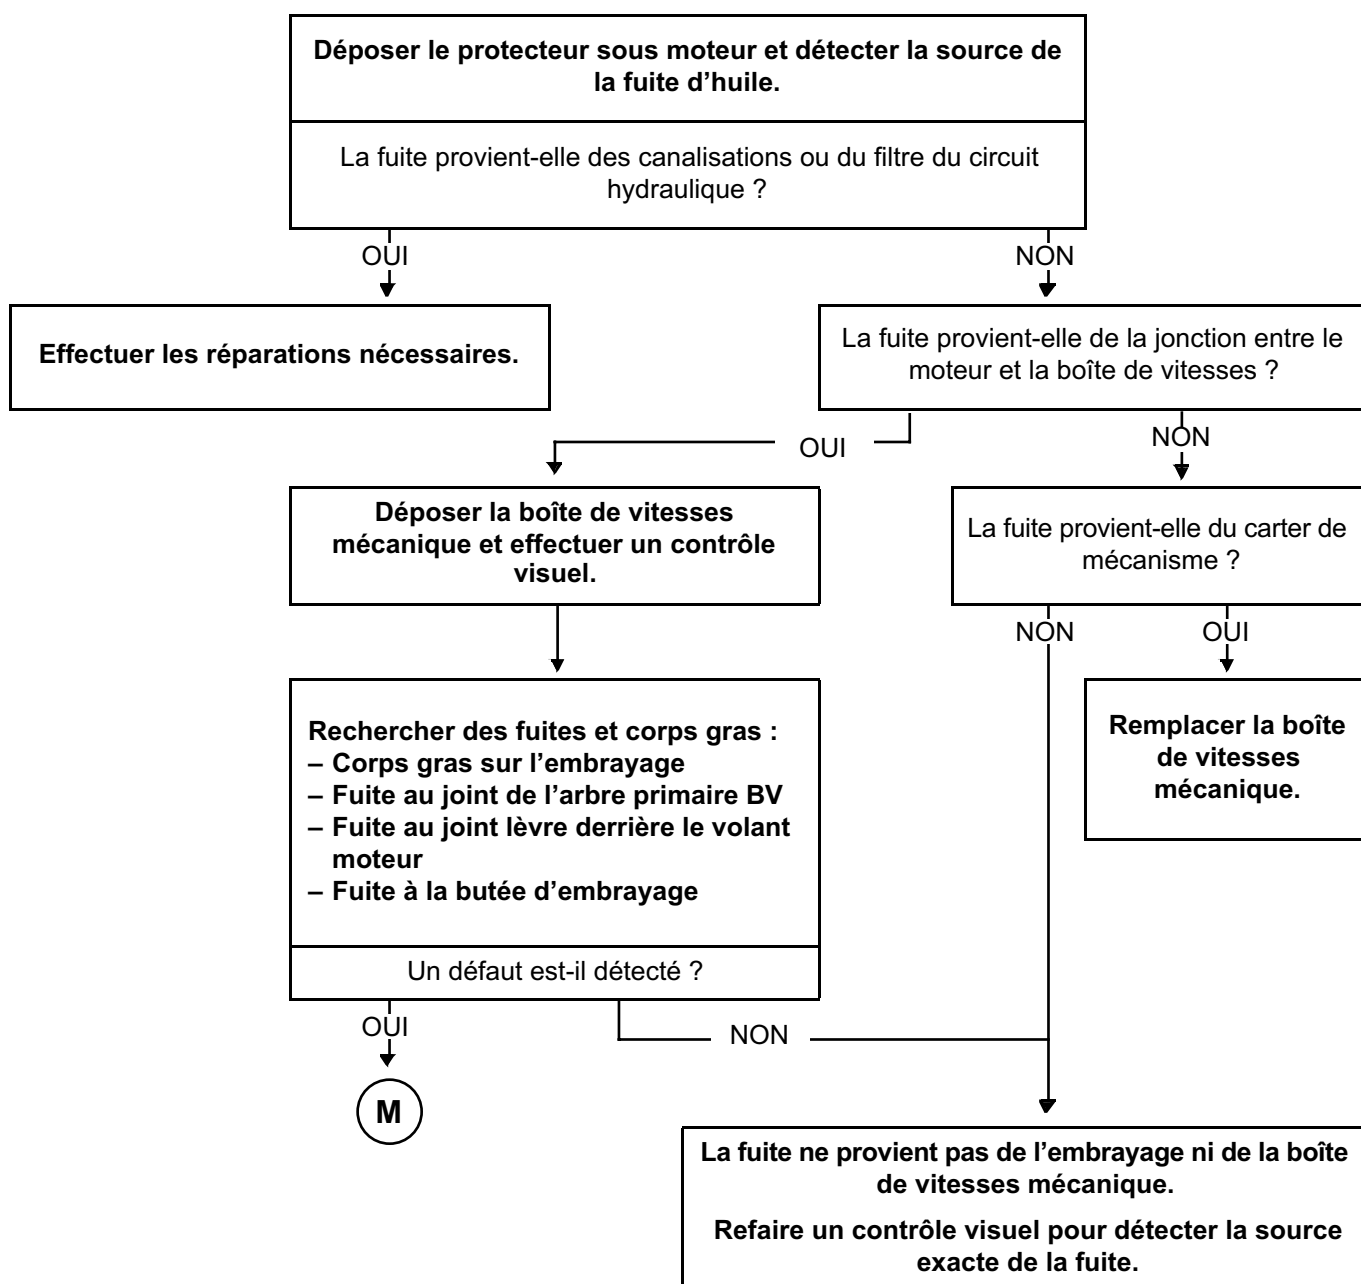 Déposer le protecteur sous moteur et détecter la source de
la fuite d’huile.
La fuite provient-elle des canalisations ou du filtre du circuit
hydraulique ?
OUI
NON
Effectuer les réparations nécessaires.
La fuite provient-elle de la jonction entre le
moteur et la boîte de vitesses ?
OUI
NON
Déposer la boîte de vitesses
mécanique et effectuer un contrôle
visuel.
La fuite provient-elle du carter de
mécanisme ?
NON
OUI
Rechercher des fuites et corps gras :
– Corps gras sur l’embrayage
– Fuite au joint de l’arbre primaire BV
– Fuite au joint lèvre derrière le volant
moteur
– Fuite à la butée d’embrayage
Remplacer la boîte
de vitesses
mécanique.
Un défaut est-il détecté ?
OUI
NON
M
La fuite ne provient pas de l’embrayage ni de la boîte
de vitesses mécanique.
Refaire un contrôle visuel pour détecter la source
exacte de la fuite.